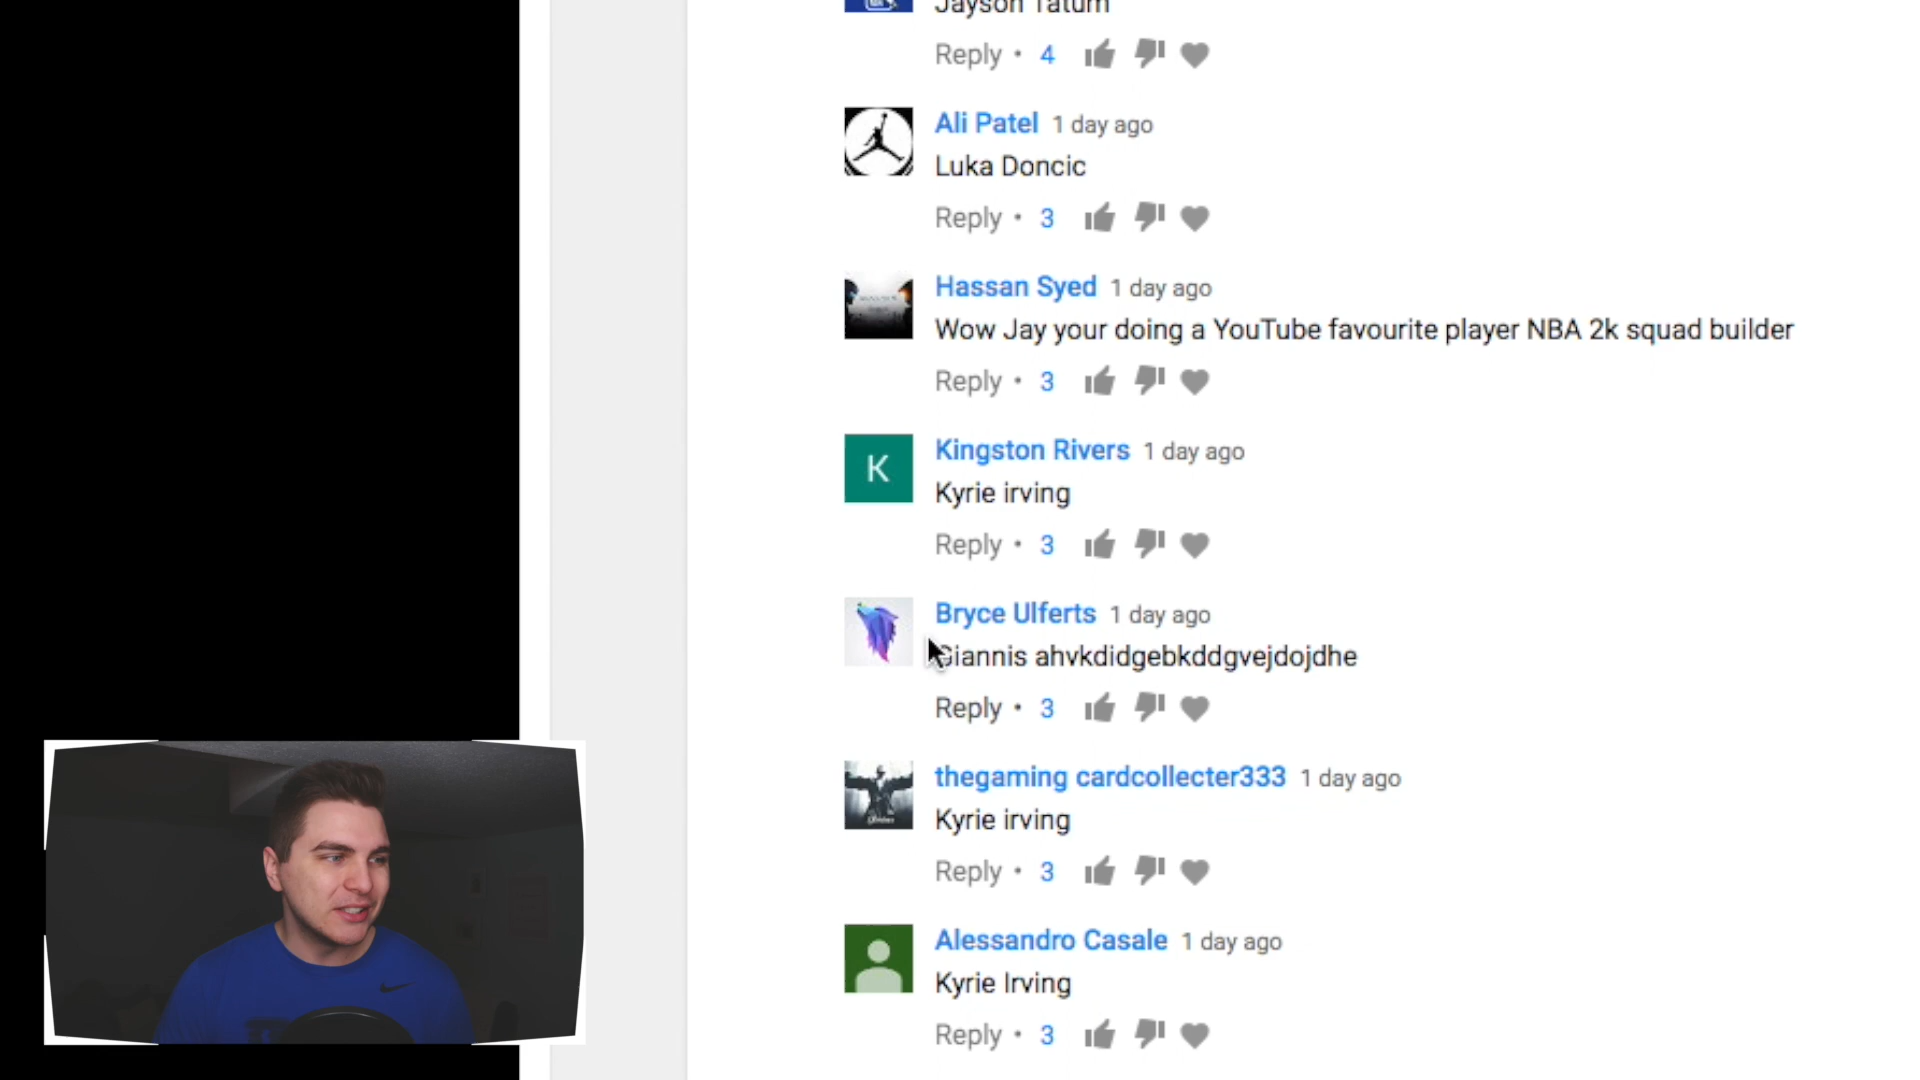 Jayson Tatum
Reply • 4
Ali Patel 1 day ago
Luka Doncic
Reply • 3
Hassan Syed 1 day ago
Wow Jay your doing a YouTube favourite player NBA 2k squad builder
Reply • 3
K
Kingston Rivers 1 day ago
Kyrie irving
Reply • 3
Bryce Ulferts 1 day ago
Giannis ahvkdidgebkddgvejdojdhe
Reply • 3
thegaming cardcollecter333 1 day ago
Kyrie irving
Reply • 3
Alessandro Casale 1 day ago
Kyrie Irving
Reply • 3